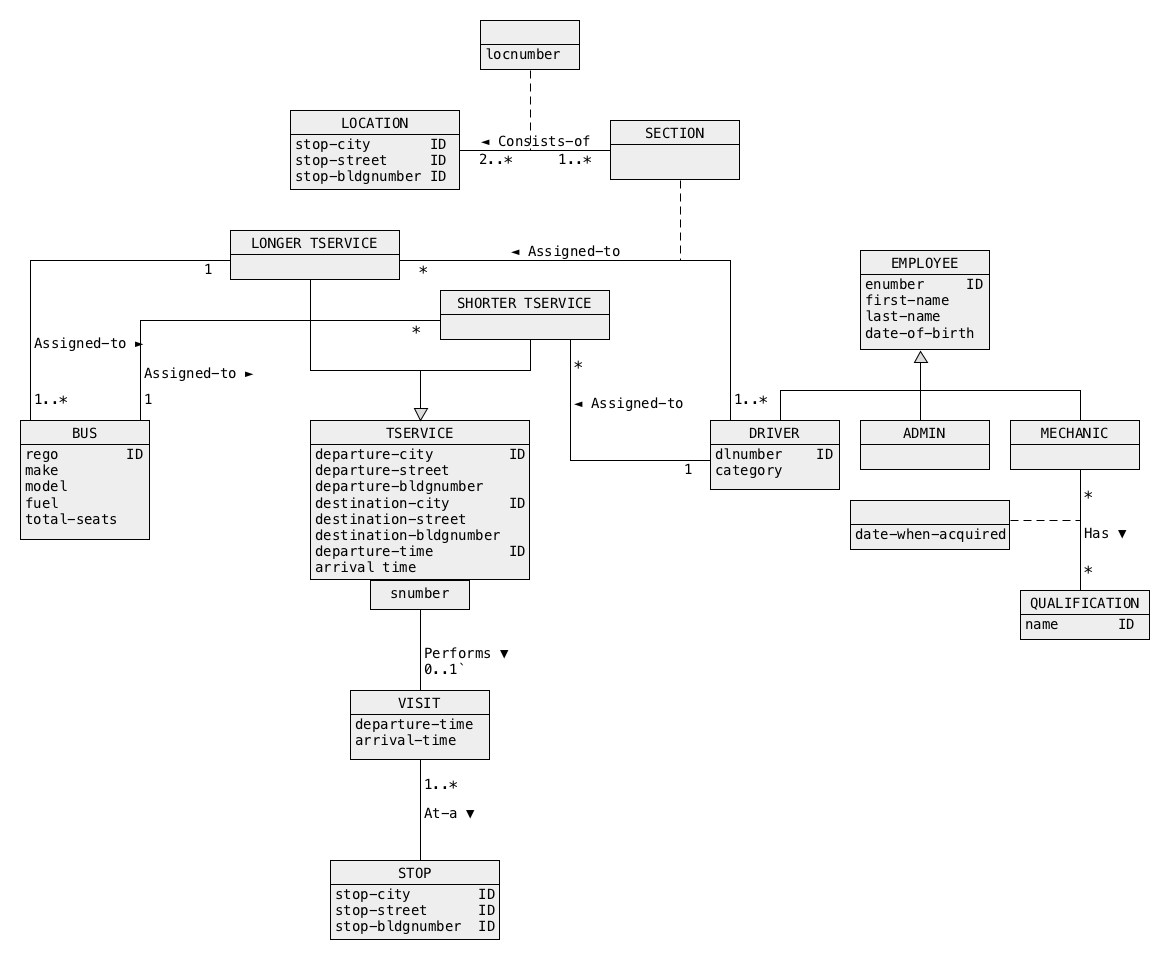 locnumber
LOCATION
stop-city ID
stop-street ID
stop-bldgnumber ID
◄ Consists-of
2..* 1..*
SECTION
LONGER TSERVICE
1
*
◄ Assigned-to
SHORTER TSERVICE
*
*
EMPLOYEE
enumber ID
first-name
last-name
date-of-birth
Assigned-to ►
Assigned-to ►
1..*
1
◄ Assigned-to
1..*
1
BUS
rego ID
make
model
fuel
total-seats
TSERVICE
departure-city ID
departure-street
departure-bldgnumber
destination-city ID
destination-street
destination-bldgnumber
departure-time ID
arrival time
snumber
DRIVER
dlnumber ID
category
ADMIN
MECHANIC
*
date-when-acquired
Has ▼
*
QUALIFICATION
name ID
Performs ▼
0..1`
VISIT
departure-time
arrival-time
1..*
At-a ▼
STOP
stop-city ID
stop-street ID
stop-bldgnumber ID